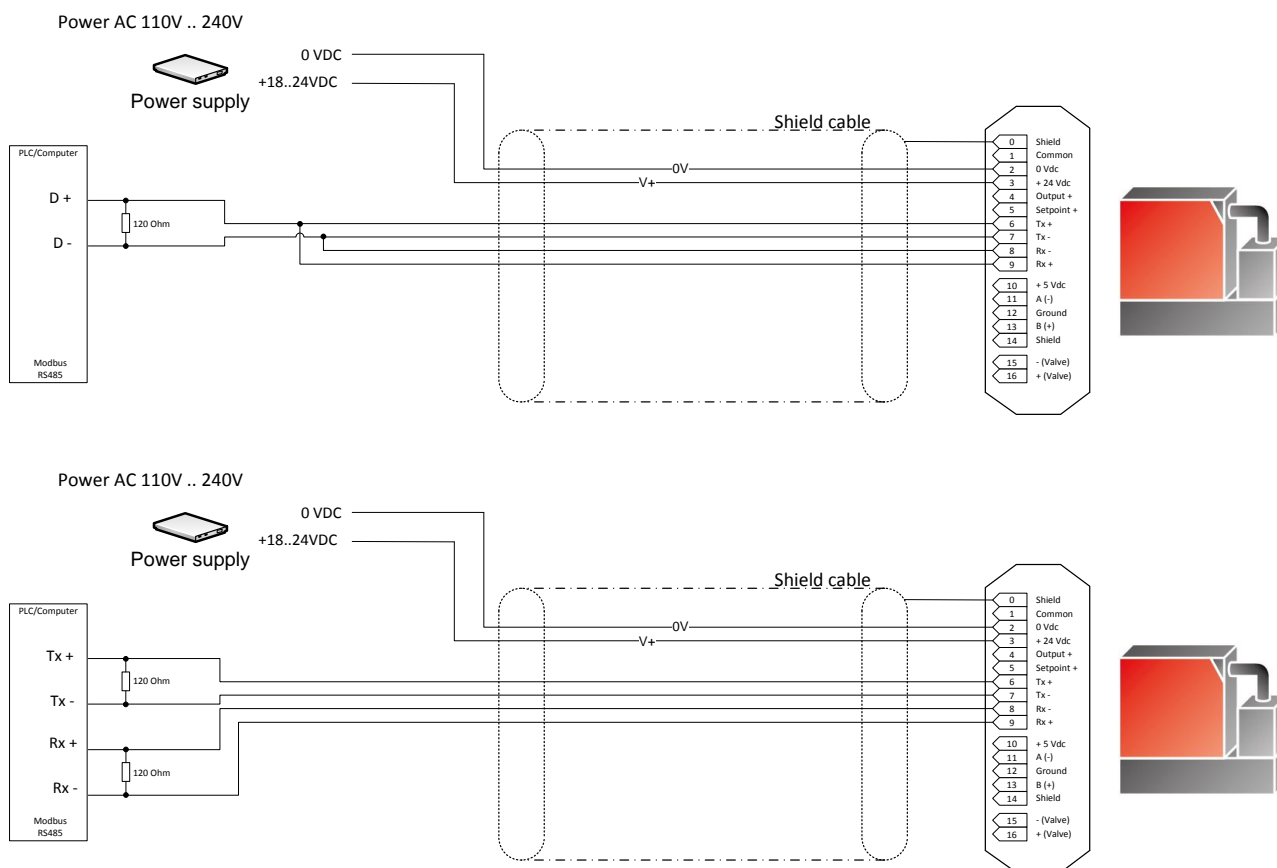 Power AC 110V .. 240V
0 VDC
+18..24VDC
Power supply
Shield cable
PLC/Computer
D +
120 Ohm
D -
Modbus
RS485
0V
V+
0 Shield
1 Common
2 0 Vdc
3 + 24 Vdc
4 Output +
5 Setpoint +
6 Tx +
7 Tx -
8 Rx -
9 Rx +
10 + 5 Vdc
11 A (-)
12 Ground
13 B (+)
14 Shield
15 - (Valve)
16 + (Valve)
Power AC 110V .. 240V
0 VDC
+18..24VDC
Power supply
Shield cable
PLC/Computer
Tx +
120 Ohm
Tx -
Rx +
120 Ohm
Rx -
Modbus
RS485
0V
V+
0 Shield
1 Common
2 0 Vdc
3 + 24 Vdc
4 Output +
5 Setpoint +
6 Tx +
7 Tx -
8 Rx -
9 Rx +
10 + 5 Vdc
11 A (-)
12 Ground
13 B (+)
14 Shield
15 - (Valve)
16 + (Valve)